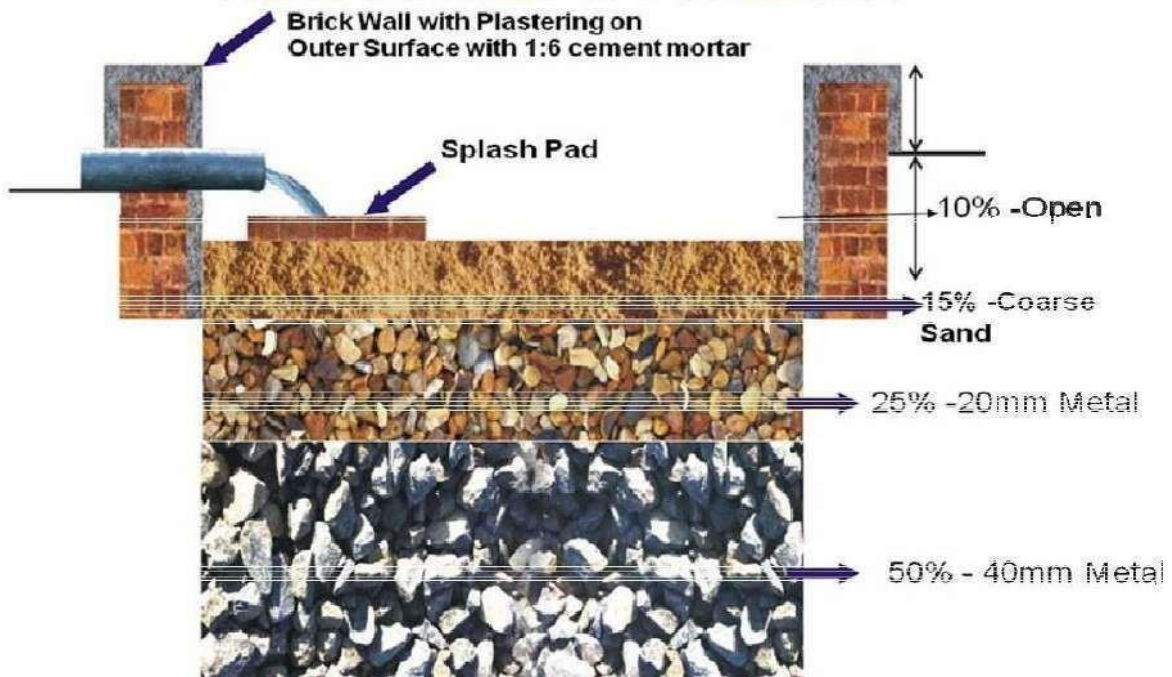 Brick Wall with Plastering on
Outer Surface with 1:6 cement mortar
Splash Pad
10% -Open
15% -Coarse
Sand
25% -20mm Metal
50% - 40mm Metal